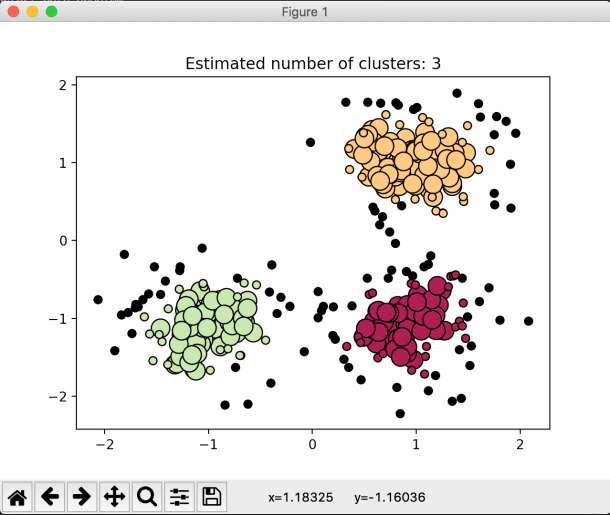 Figure 1
Estimated number of clusters: 3
2
1
0
−1
−2
−2 −1 0 1 2
x=1.18325 y=-1.16036